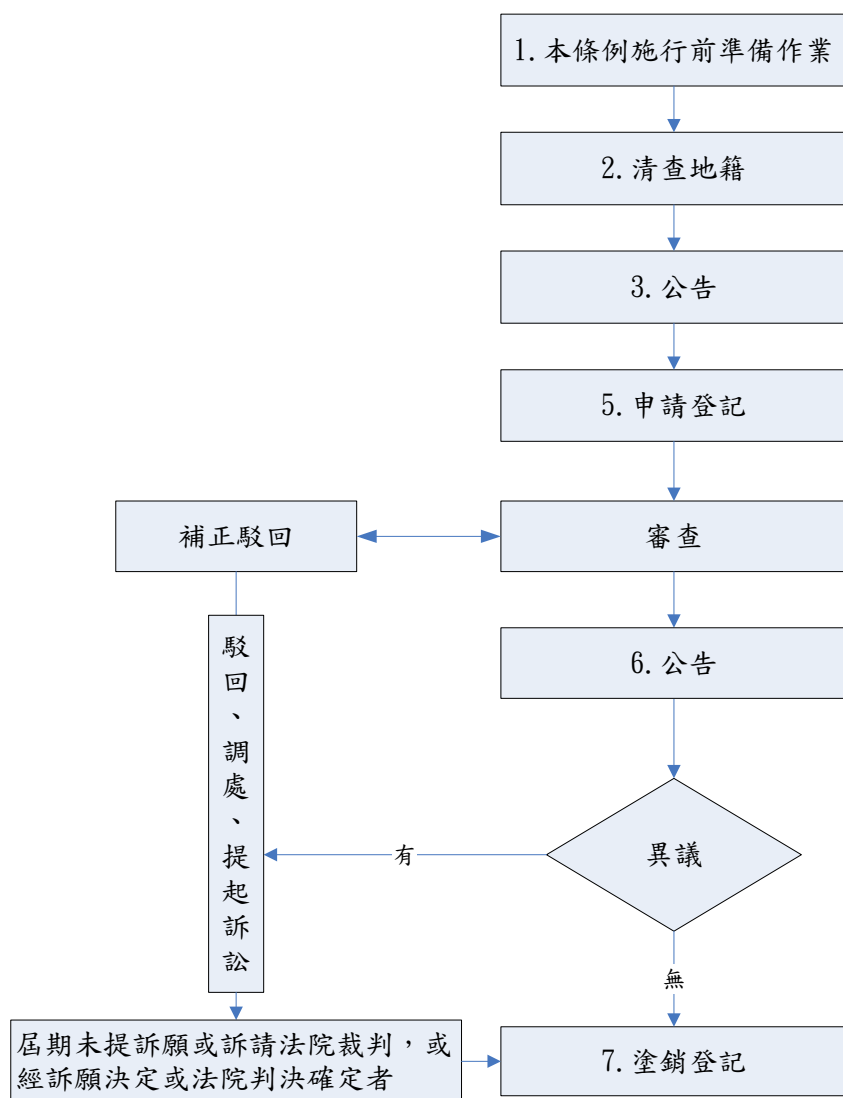 1.本條例施行前準備作業
2.清查地籍
3.公告
5.申請登記
補正駁回
審查
6.公告
駁回、調處、提起訴訟
異議
有
無
屆期未提訴願或訴請法院裁判，或
經訴願決定或法院判決確定者
7.塗銷登記